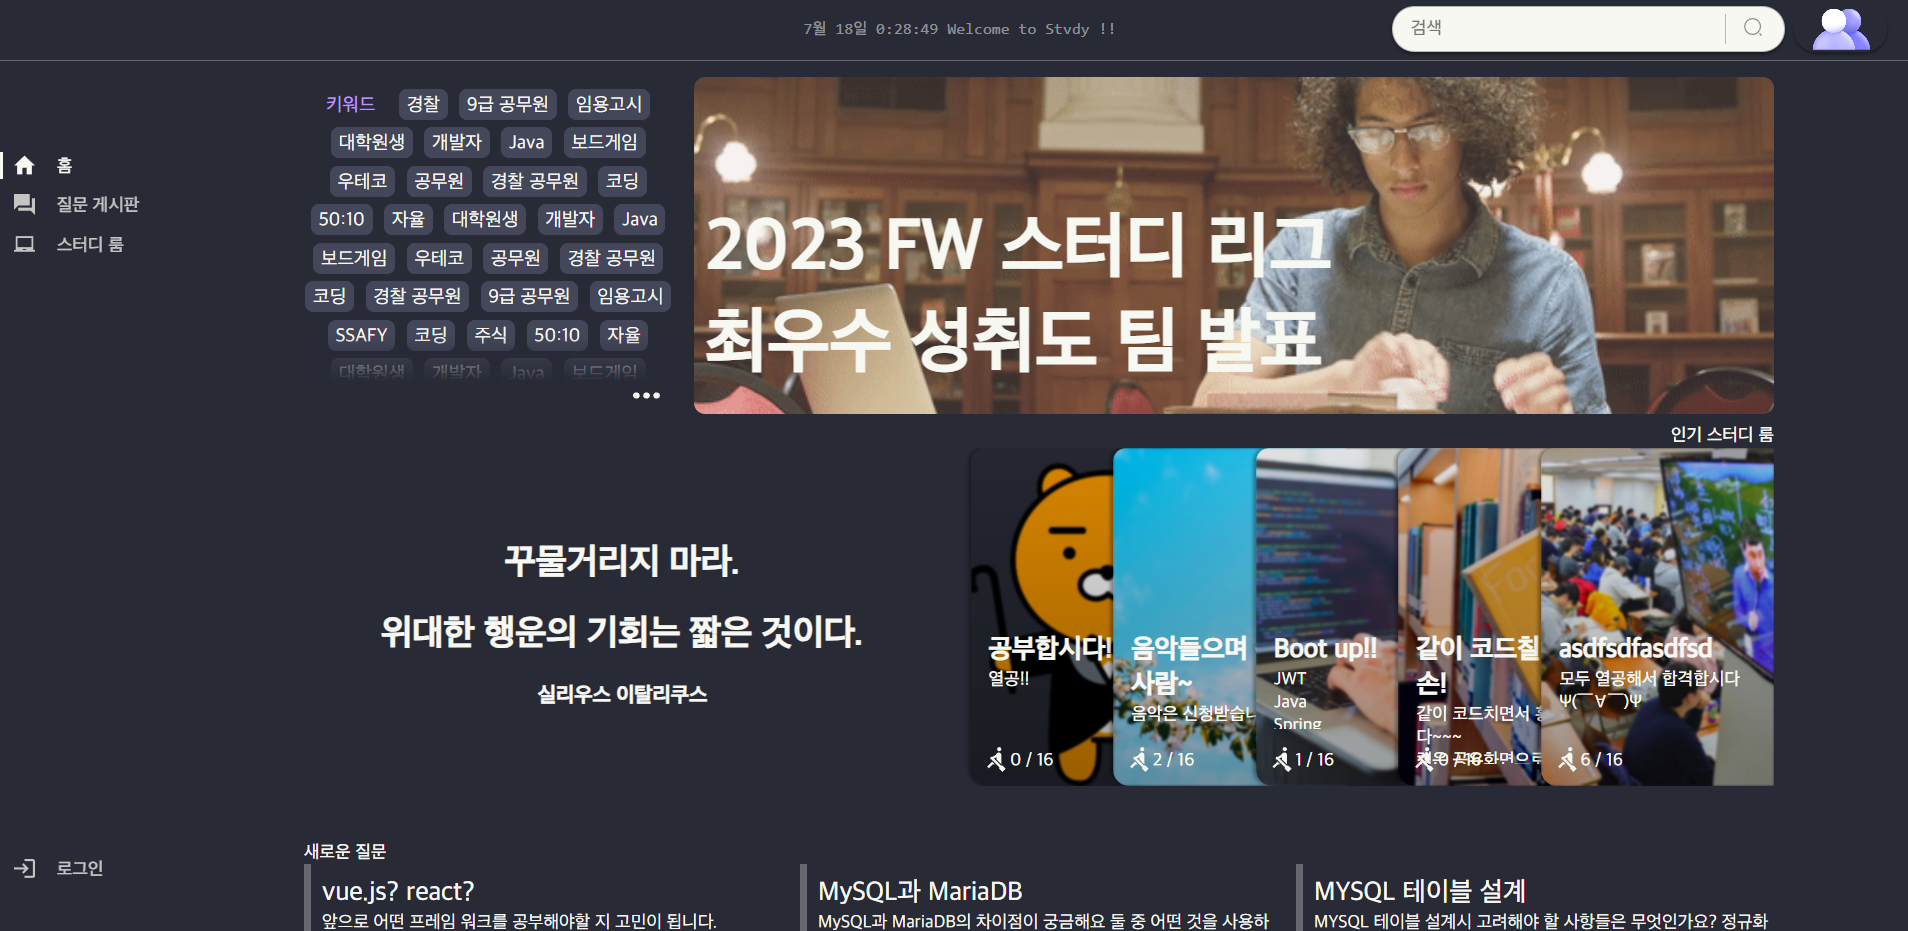 7월 18일 0:28:49 Welcome to Stvdy !!
검색
홈
질문 게시판
스터디 룸
로그인
키워드 경찰 9급 공무원 임용고시
대학원생 개발자 Java 보드게임
우테코 공무원 경찰 공무원 코딩
50:10 자율 대학원생 개발자 Java
보드게임 우테코 공무원 경찰 공무원
코딩 경찰 공무원 9급 공무원 임용고시
SSAFY 코딩 주식 50:10 자율
대학원생 개발자 Java 보드게임
2023 FW 스터디 리그
최우수 성취도 팀 발표
인기 스터디 룸
꾸물거리지 마라.
위대한 행운의 기회는 짧은 것이다.
실리우스 이탈리쿠스
공부합시다!
열공!!
0 / 16
음악들으며
사람~
음악은 신청받습니
2 / 16
Boot up!!
JWT
Java
Spring
1 / 16
같이 코드칠
손!
같이 코드치면서
다~~~
공유화면으로
0 / 16
asdfsdfasdfsd
모두 열공해서 합격합시다
Ψ(￣∀￣)Ψ
6 / 16
새로운 질문
vue.js? react?
앞으로 어떤 프레임 워크를 공부해야할 지 고민이 됩니다.
MySQL과 MariaDB
MySQL과 MariaDB의 차이점이 궁금해요 둘 중 어떤 것을 사용하
MYSQL 테이블 설계
MYSQL 테이블 설계시 고려해야 할 사항들은 무엇인가요? 정규화